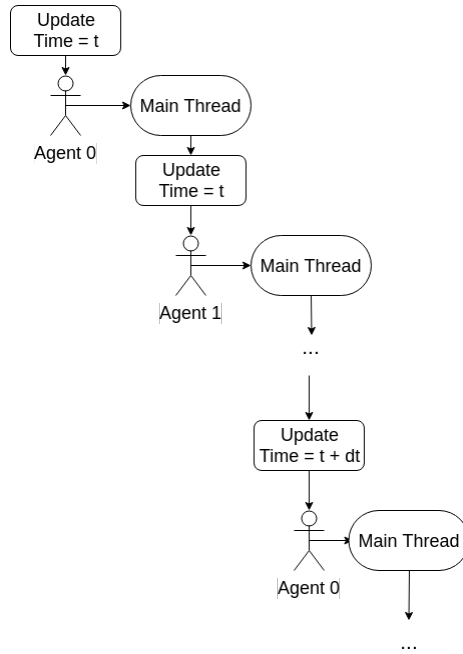 Update
Time = t
Agent 0
Main Thread
Update
Time = t
Agent 1
Main Thread
...
Update
Time = t + dt
Agent 0
Main Thread
...